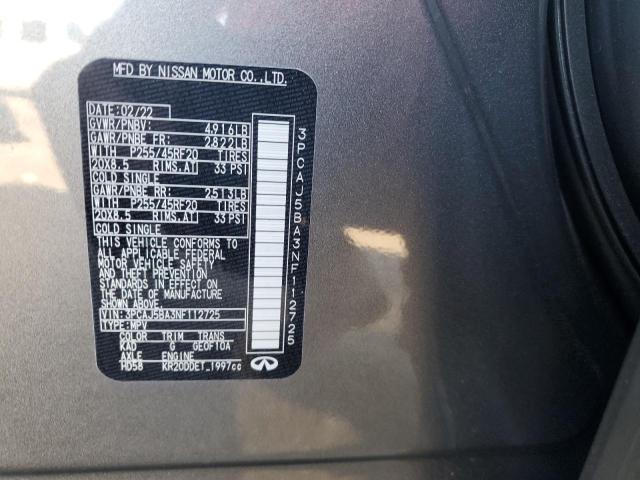 MFD BY NISSAN MOTOR CO.,LTD.
DATE: 02/22
GVWR/PNBV: 4916LB
GAWR/PNBE FR: 2822LB
WITH P255/45RF20 TIRES
20X8.5 RIMS.AT 33 PSI
COLD SINGLE
GAWR/PNBE RR: 2513LB
WITH P255/45RF20 TIRES
20X8.5 RIMS.AT 33 PSI
COLD SINGLE
THIS VEHICLE CONFORMS TO
ALL APPLICABLE FEDERAL
MOTOR VEHICLE SAFETY
AND THEFT PREVENTION
STANDARDS IN EFFECT ON
THE DATE OF MANUFACTURE
SHOWN ABOVE.
VIN: 3PCAJ5BA3NF112725
TYPE: MPV
COLOR TRIM TRANS
KAD G GE0F10A
AXLE ENGINE
HD58 KR20DDET 1997cc
3PCAJ5BA3NF112725